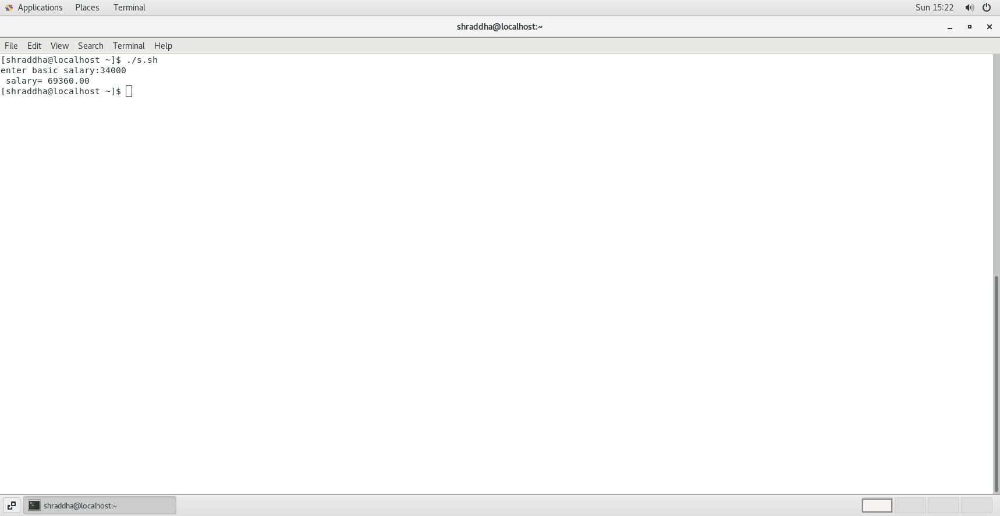 Applications Places Terminal Sun 15:22
shraddha@localhost:~
File Edit View Search Terminal Help
[shraddha@localhost ~]$ ./s.sh
enter basic salary:34000
 salary= 69360.00
[shraddha@localhost ~]$
shraddha@localhost:~